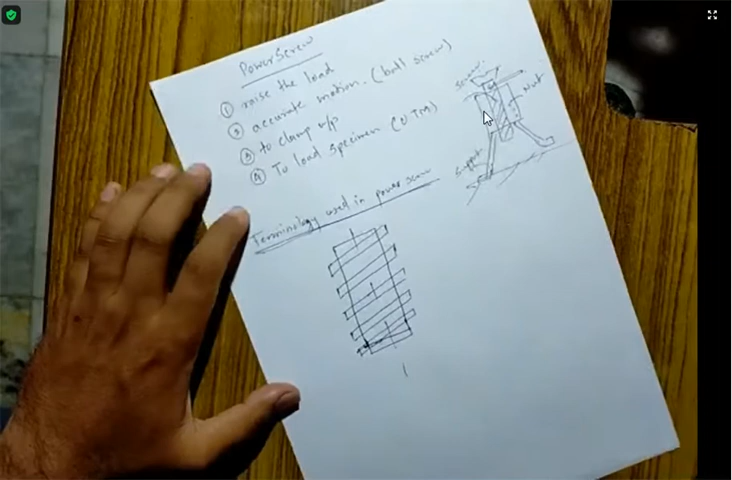 Power Screw
① raise the load
② accurate motion. (ball screw)
③ to clamp w/p
④ To load specimen (UTM)
screw
Nut
Support
Terminology used in power screw